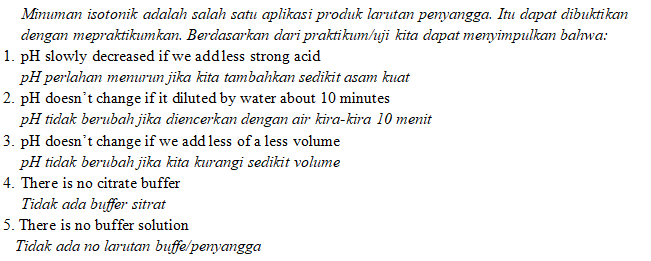 Minuman isotonik adalah salah satu aplikasi produk larutan penyangga. Itu dapat dibuktikan
dengan mepraktikumkan. Berdasarkan dari praktikum/uji kita dapat menyimpulkan bahwa:
1. pH slowly decreased if we add less strong acid
pH perlahan menurun jika kita tambahkan sedikit asam kuat
2. pH doesn't change if it diluted by water about 10 minutes
pH tidak berubah jika diencerkan dengan air kira-kira 10 menit
3. pH doesn't change if we add less of a less volume
pH tidak berubah jika kita kurangi sedikit volume
4. There is no citrate buffer
Tidak ada buffer sitrat
5. There is no buffer solution
Tidak ada no larutan buffe/penyangga